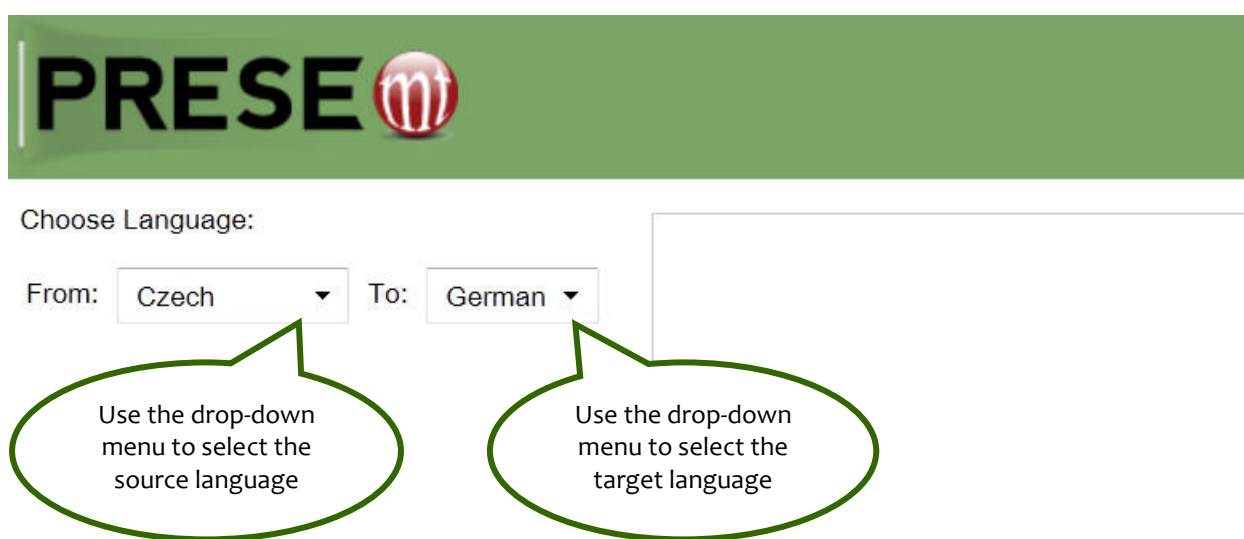 PRESEmt
Choose Language:
From: Czech To: German
Use the drop-down
menu to select the
source language
Use the drop-down
menu to select the
target language